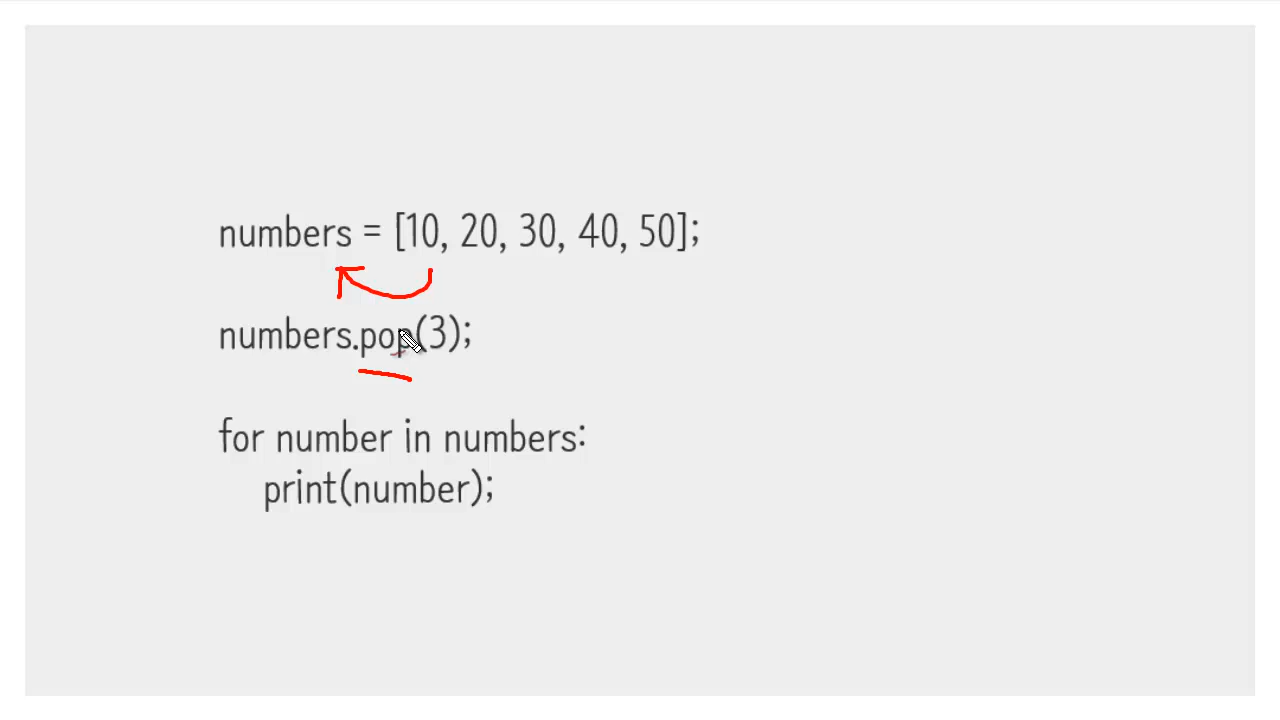 numbers = [10, 20, 30, 40, 50];
numbers.pop(3);
for number in numbers:
print(number);